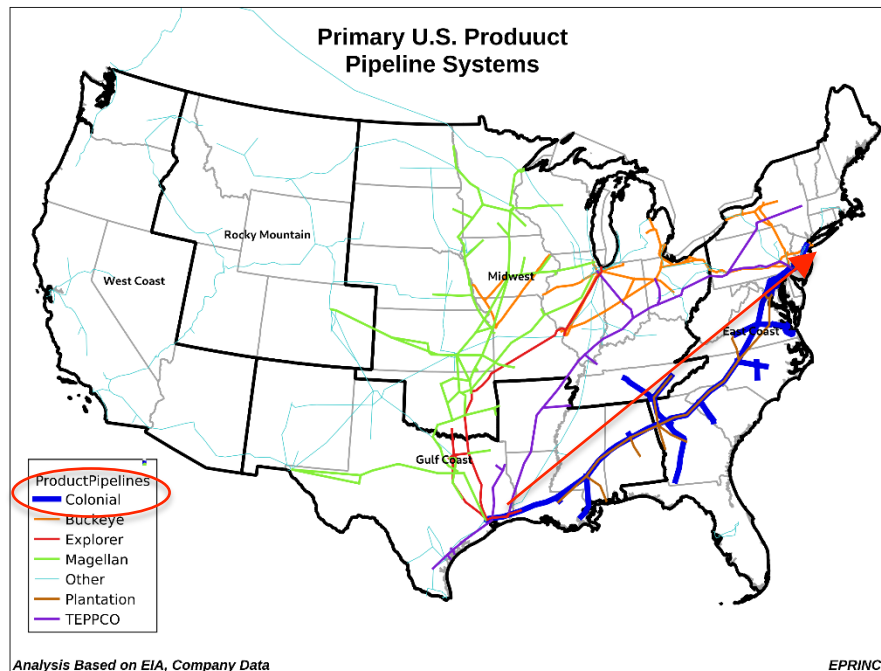 Primary U.S. Produuct
Pipeline Systems
Rocky Mountain
West Coast
Midwest
East Coast
Gulf Coast
ProductPipelines
Colonial
Buckeye
Explorer
Magellan
Other
Plantation
TEPPCO
Analysis Based on EIA, Company Data
EPRINC